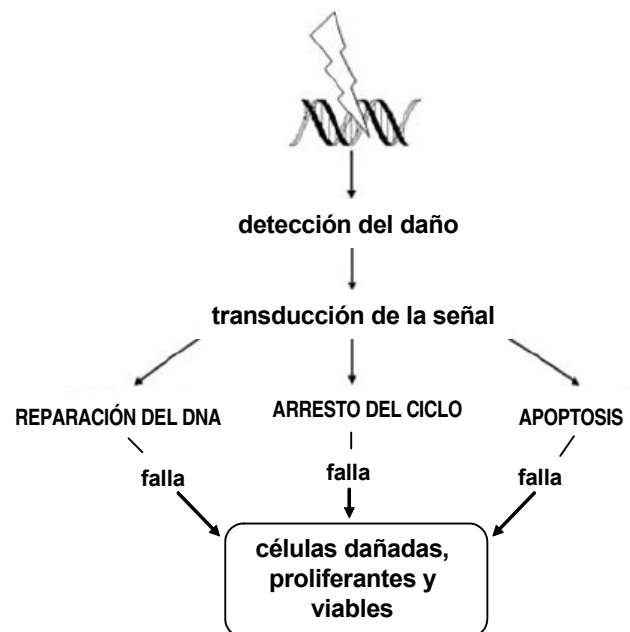 detección del daño
transducción de la señal
REPARACIÓN DEL DNA
ARRESTO DEL CICLO
APOPTOSIS
falla
falla
falla
células dañadas,
proliferantes y
viables